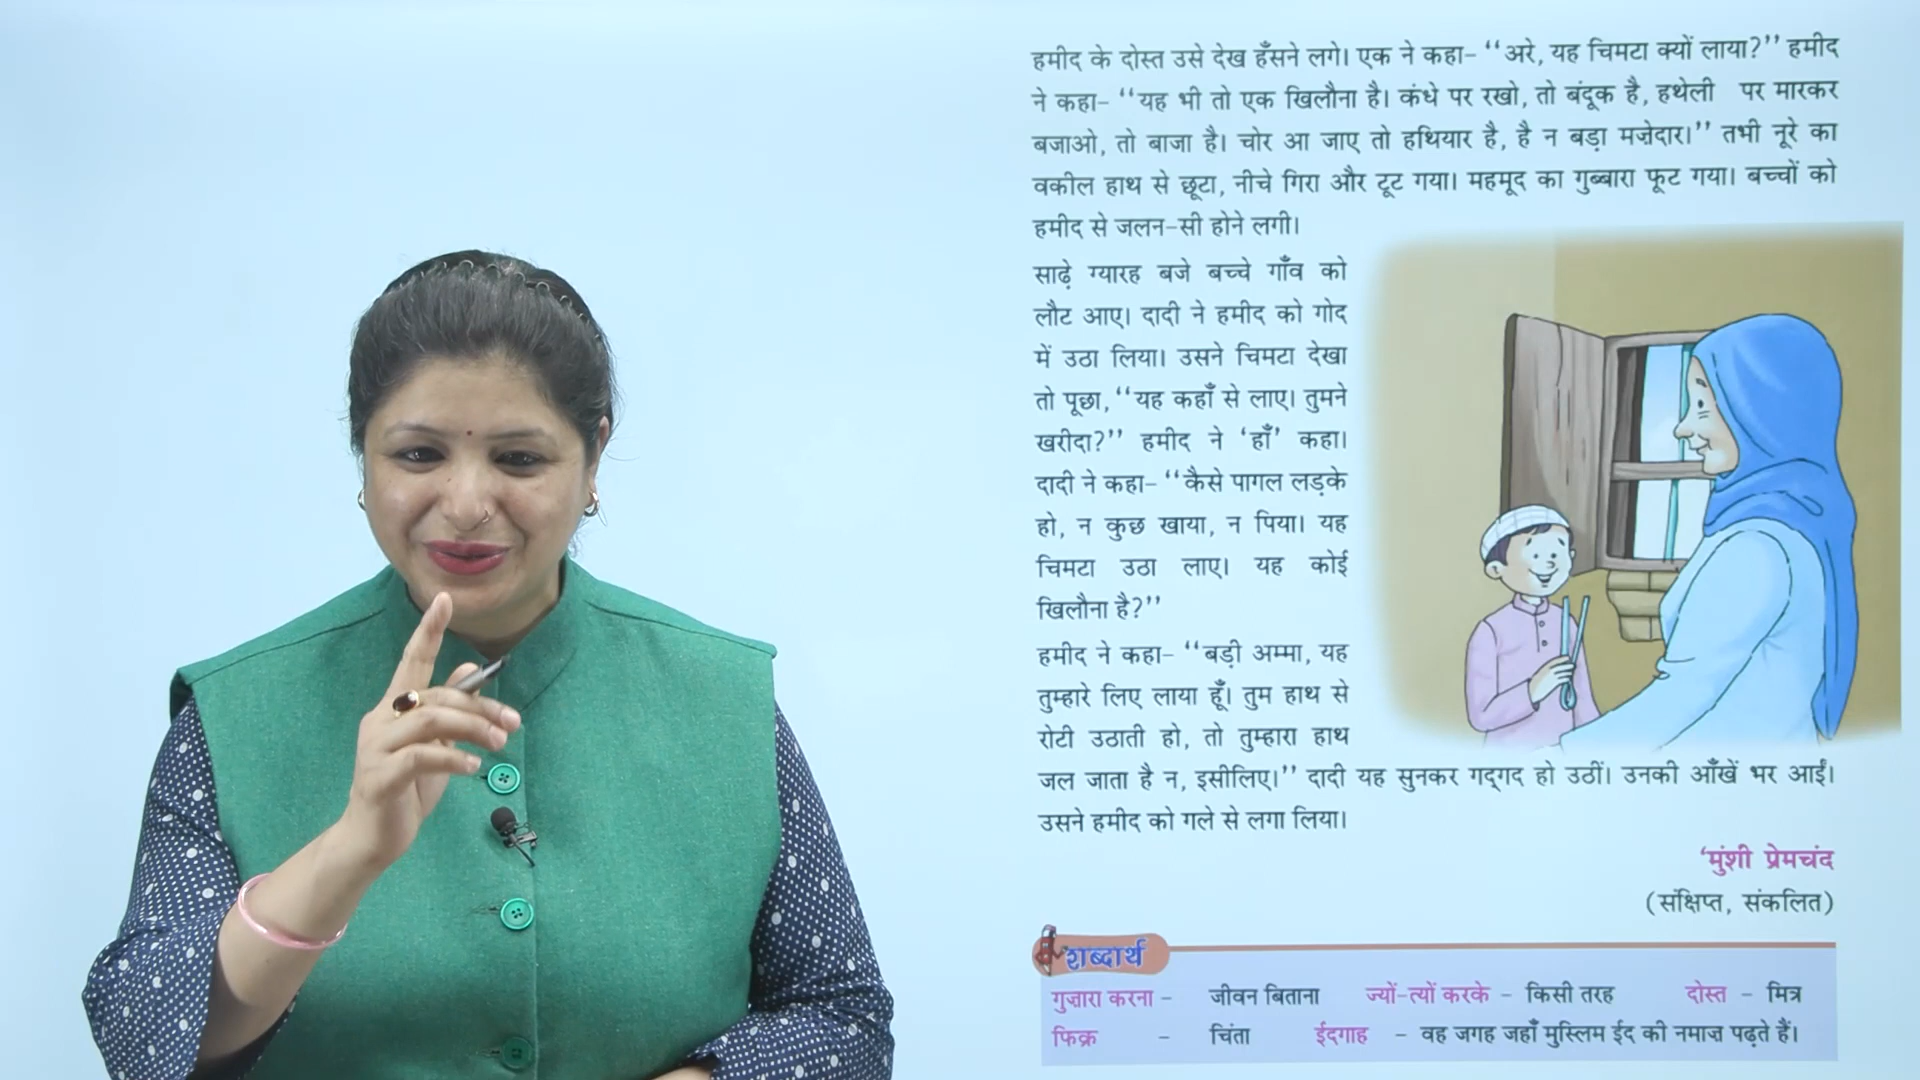 हमीद के दोस्त उसे देख हँसने लगे। एक ने कहा– ‘‘अरे, यह चिमटा क्यों लाया?’’ हमीद
ने कहा– ‘‘यह भी तो एक खिलौना है। कंधे पर रखो, तो बंदूक है, हथेली पर मारकर
बजाओ, तो बाजा है। चोर आ जाए तो हथियार है, है न बड़ा मज़ेदार।’’ तभी नूरे का
वकील हाथ से छूटा, नीचे गिरा और टूट गया। महमूद का गुब्बारा फूट गया। बच्चों को
हमीद से जलन-सी होने लगी।
साढ़े ग्यारह बजे बच्चे गाँव को
लौट आए। दादी ने हमीद को गोद
में उठा लिया। उसने चिमटा देखा
तो पूछा, ‘‘यह कहाँ से लाए। तुमने
खरीदा?’’ हमीद ने ‘हाँ’ कहा।
दादी ने कहा– ‘‘कैसे पागल लड़के
हो, न कुछ खाया, न पिया। यह
चिमटा उठा लाए। यह कोई
खिलौना है?’’
हमीद ने कहा– ‘‘बड़ी अम्मा, यह
तुम्हारे लिए लाया हूँ। तुम हाथ से
रोटी उठाती हो, तो तुम्हारा हाथ
जल जाता है न, इसीलिए।’’ दादी यह सुनकर गद्‌गद हो उठीं। उनकी आँखें भर आईं।
उसने हमीद को गले से लगा लिया।
‘मुंशी प्रेमचंद
(संक्षिप्त, संकलित)
शब्दार्थ
गुज़ारा करना – जीवन बिताना ज्यों-त्यों करके – किसी तरह दोस्त – मित्र
फिक्र – चिंता ईदगाह – वह जगह जहाँ मुस्लिम ईद की नमाज़ पढ़ते हैं।